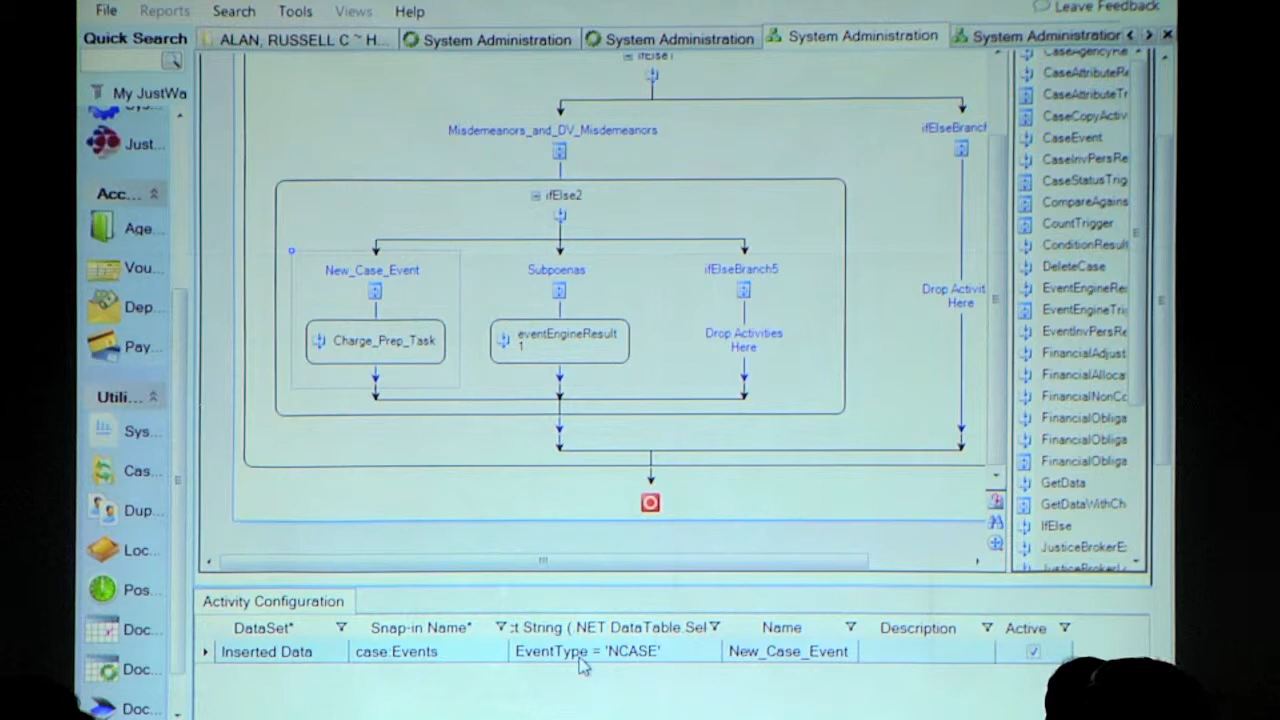 File Reports Search Tools Views Help
Leave Feedback
Quick Search
ALAN, RUSSELL C ~ H...
System Administration
System Administration
System Administration
System Administration
My JustWa
Just...
Acc...
Age...
Vou...
Dep...
Pay...
Utili...
Sys...
Cas...
Dup...
Loc...
Pos...
Doc...
Doc...
Doc...
ifElse1
Misdemeanors_and_DV_Misdemeanors
ifElseBranch
ifElse2
New_Case_Event
Subpoenas
ifElseBranch5
Charge_Prep_Task
eventEngineResult
1
Drop Activities
Here
Drop Activit
Here
CaseAgencyRe
CaseAttributeRe
CaseAttributeTr
CaseCopyActiv
CaseEvent
CaseInvPersRe
CaseStatusTrig
CompareAgains
CountTrigger
ConditionResult
DeleteCase
EventEngineRe
EventEngineTrig
EventInvPersRe
FinancialAdjust
FinancialAlloca
FinancialNonCo
FinancialObliga
FinancialObliga
FinancialObliga
GetData
GetDataWithCh
IfElse
JusticeBrokerE
Activity Configuration
DataSet* Snap-in Name* :t String (.NET DataTable.Sel Name Description Active
Inserted Data case:Events EventType = 'NCASE' New_Case_Event